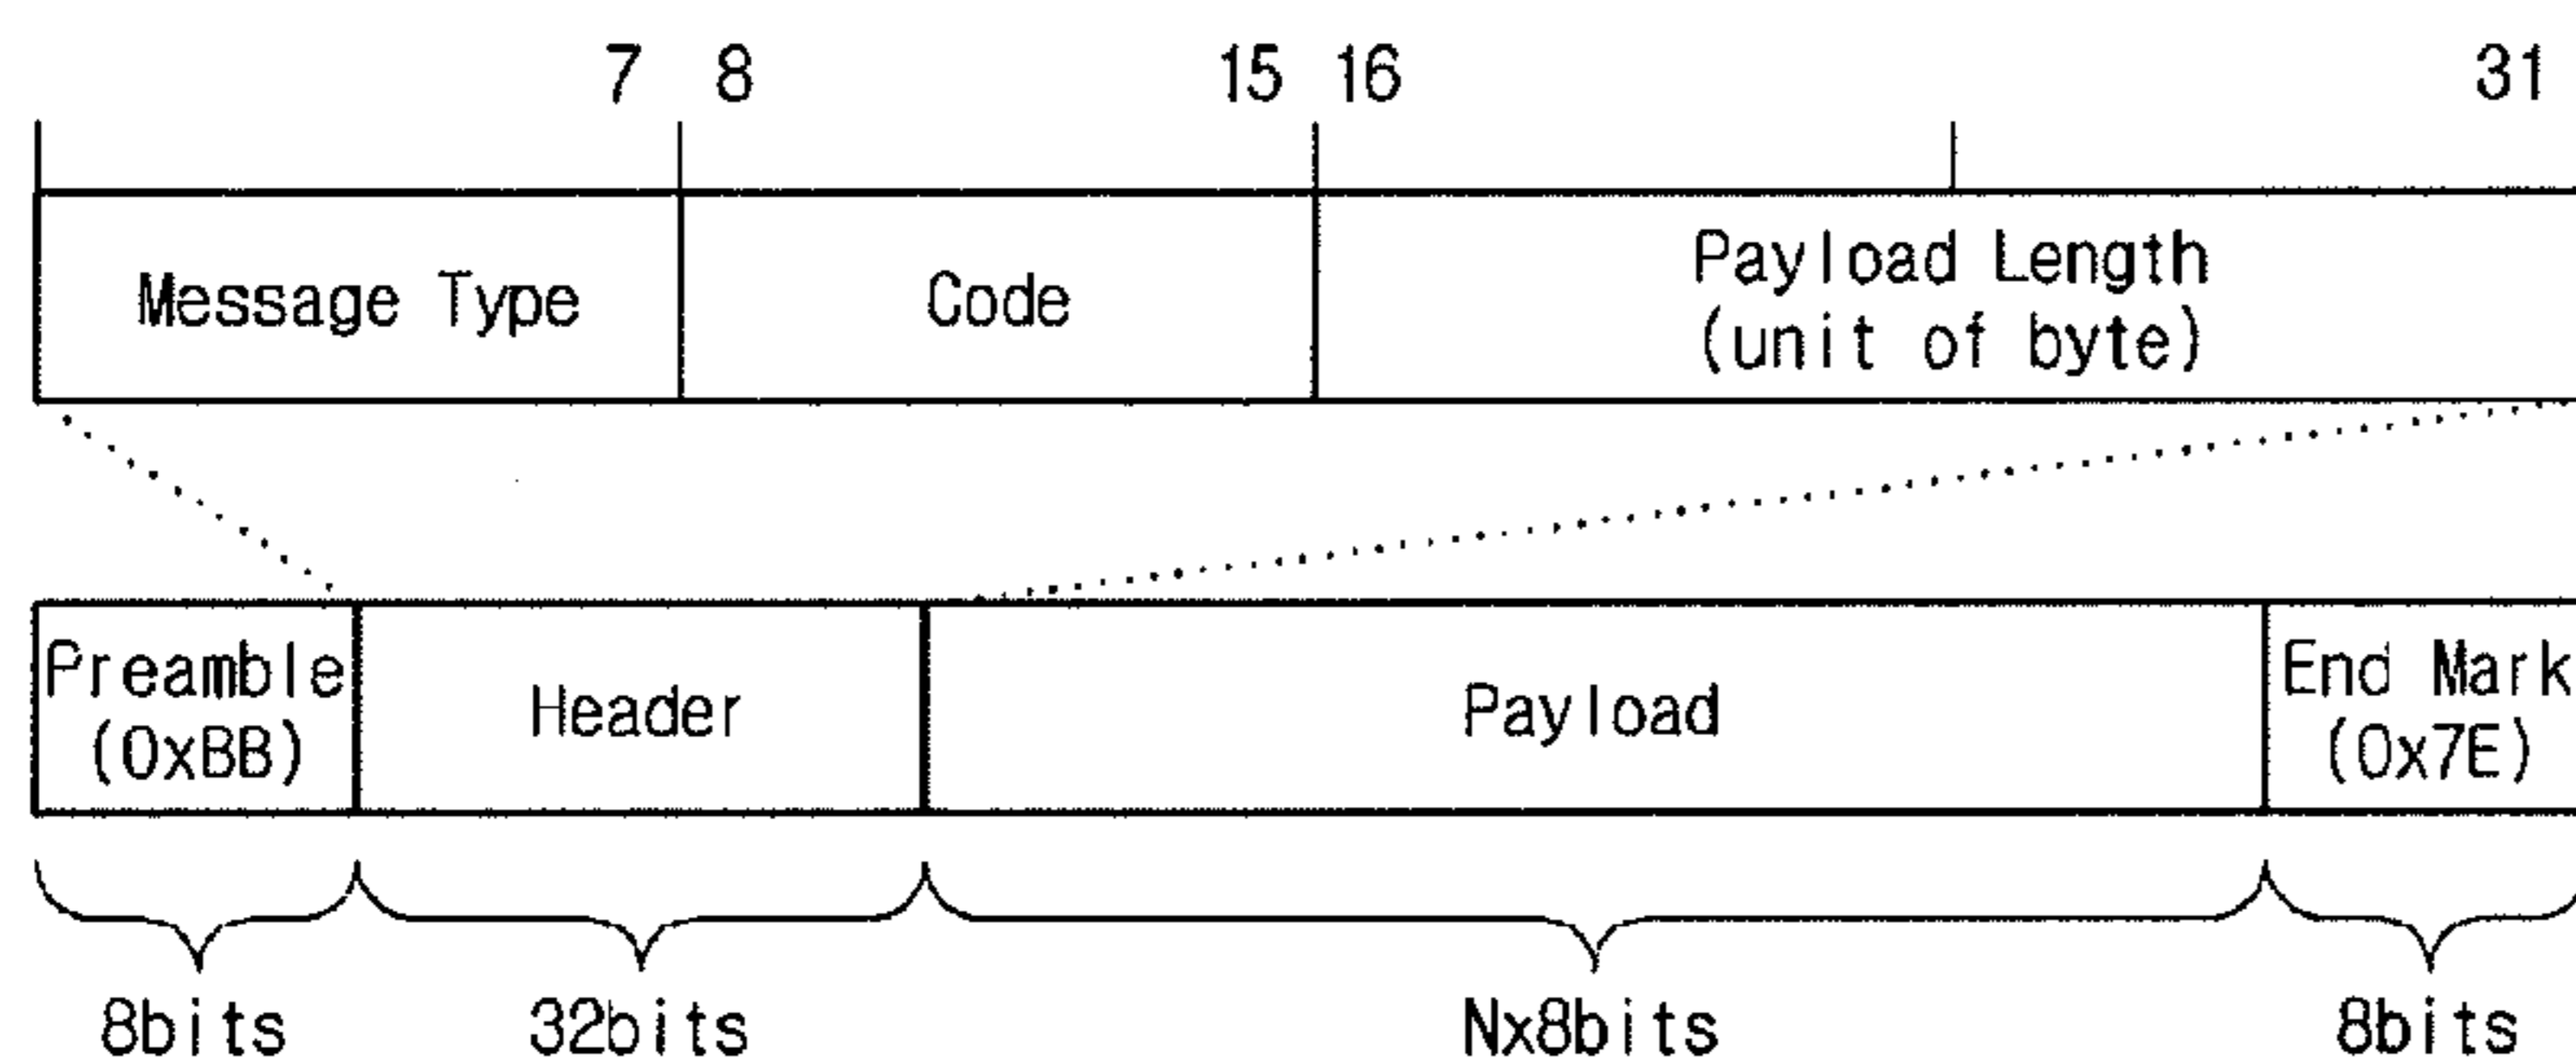 7 8 15 16 31
Message Type Code Payload Length
(unit of byte)
Preamble
(0xBB)
Header
Payload
End Mark
(0x7E)
8bits 32bits Nx8bits 8bits